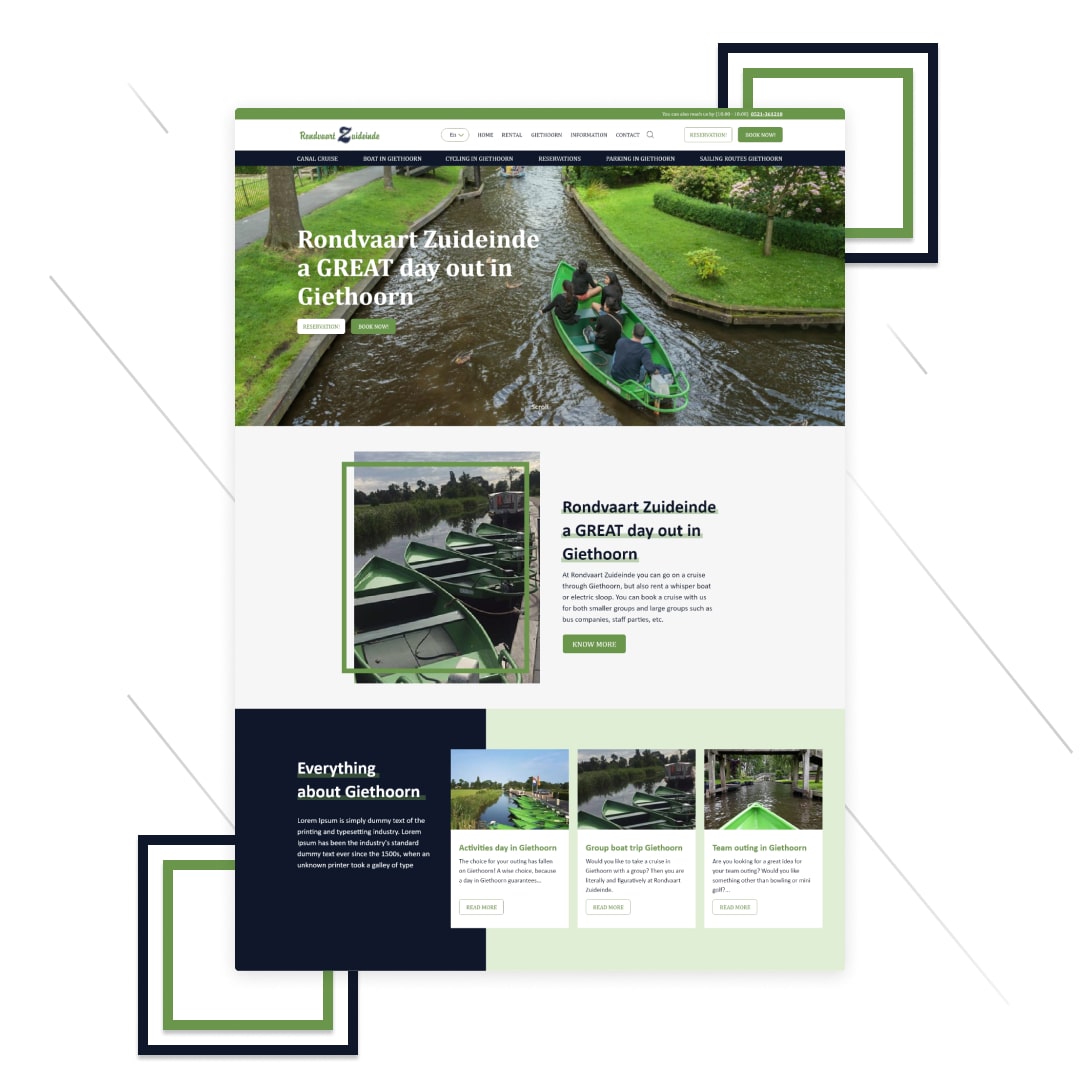 You can also reach us by (10.00 - 18.00) 0521-361210
Rondvaart Zuideinde
En
HOME
RENTAL
GIETHOORN
INFORMATION
CONTACT
RESERVATION!
BOOK NOW!
CANAL CRUISE
BOAT IN GIETHOORN
CYCLING IN GIETHOORN
RESERVATIONS
PARKING IN GIETHOORN
SAILING ROUTES GIETHOORN
Rondvaart Zuideinde
a GREAT day out in
Giethoorn
RESERVATION!
BOOK NOW!
Scroll
Rondvaart Zuideinde
a GREAT day out in
Giethoorn
At Rondvaart Zuideinde you can go on a cruise
through Giethoorn, but also rent a whisper boat
or electric sloop. You can book a cruise with us
for both smaller groups and large groups such as
bus companies, staff parties, etc.
KNOW MORE
Everything
about Giethoorn
Lorem Ipsum is simply dummy text of the
printing and typesetting industry. Lorem
Ipsum has been the industry's standard
dummy text ever since the 1500s, when an
unknown printer took a galley of type
Activities day in Giethoorn
The choice for your outing has fallen
on Giethoorn! A wise choice, because
a day in Giethoorn guarantees...
READ MORE
Group boat trip Giethoorn
Would you like to take a cruise in
Giethoorn with a group? Then you are
literally and figuratively at Rondvaart
Zuideinde.
READ MORE
Team outing in Giethoorn
Are you looking for a great idea for
your team outing? Would you like
something other than bowling or mini
golf?...
READ MORE